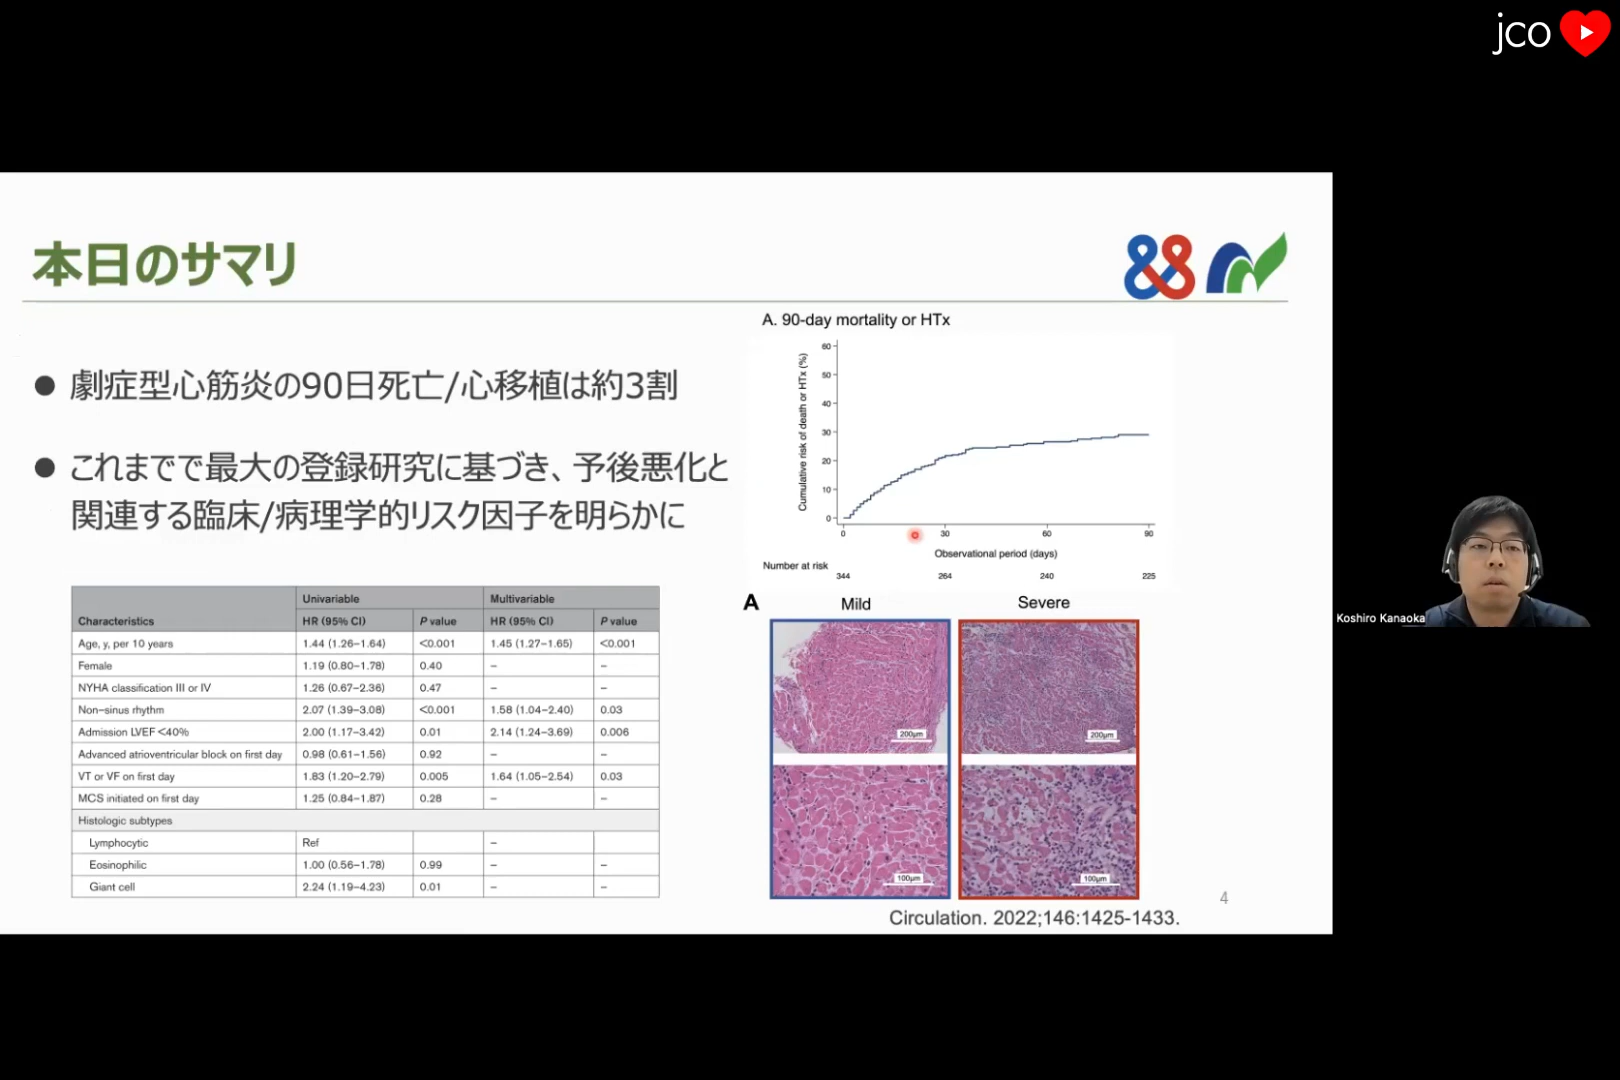 jco
本日のサマリ
● 劇症型心筋炎の90日死亡/心移植は約3割
● これまでで最大の登録研究に基づき、予後悪化と
関連する臨床/病理学的リスク因子を明らかに
Characteristics Univariable Multivariable
HR (95% CI) P value HR (95% CI) P value
Age, y, per 10 years 1.44 (1.26–1.64) <0.001 1.45 (1.27–1.65) <0.001
Female 1.19 (0.80–1.78) 0.40 – –
NYHA classification III or IV 1.26 (0.67–2.36) 0.47 – –
Non–sinus rhythm 2.07 (1.39–3.08) <0.001 1.58 (1.04–2.40) 0.03
Admission LVEF <40% 2.00 (1.17–3.42) 0.01 2.14 (1.24–3.69) 0.006
Advanced atrioventricular block on first day 0.98 (0.61–1.56) 0.92 – –
VT or VF on first day 1.83 (1.20–2.79) 0.005 1.64 (1.05–2.54) 0.03
MCS initiated on first day 1.25 (0.84–1.87) 0.28 – –
Histologic subtypes
Lymphocytic Ref –
Eosinophilic 1.00 (0.56–1.78) 0.99 – –
Giant cell 2.24 (1.19–4.23) 0.01 – –
A. 90-day mortality or HTx
Cumulative risk of death or HTx (%)
60
50
40
30
20
10
0
0 30 60 90
Observational period (days)
Number at risk
344 264 240 225
A Mild Severe
200μm 200μm
100μm 100μm
4
Circulation. 2022;146:1425-1433.
Koshiro Kanaoka